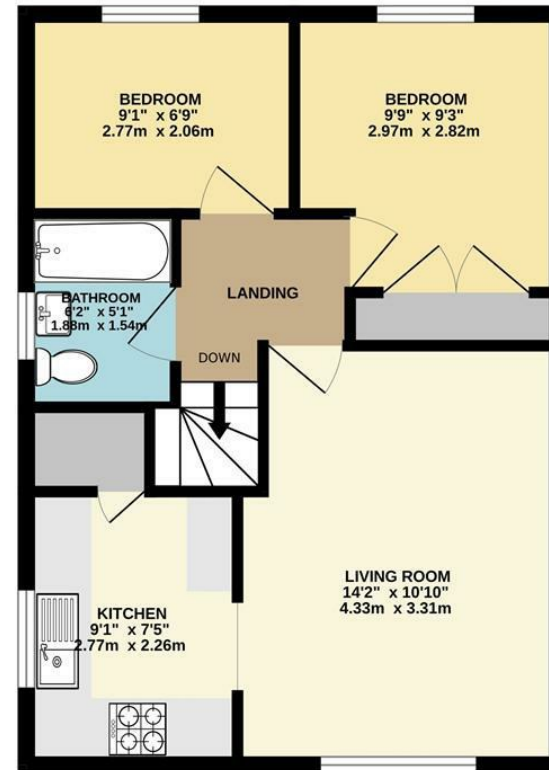 BEDROOM
9'1" x 6'9"
2.77m x 2.06m
BEDROOM
9'9" x 9'3"
2.97m x 2.82m
BATHROOM
6'2" x 5'1"
1.88m x 1.54m
LANDING
DOWN
LIVING ROOM
14'2" x 10'10"
4.33m x 3.31m
KITCHEN
9'1" x 7'5"
2.77m x 2.26m